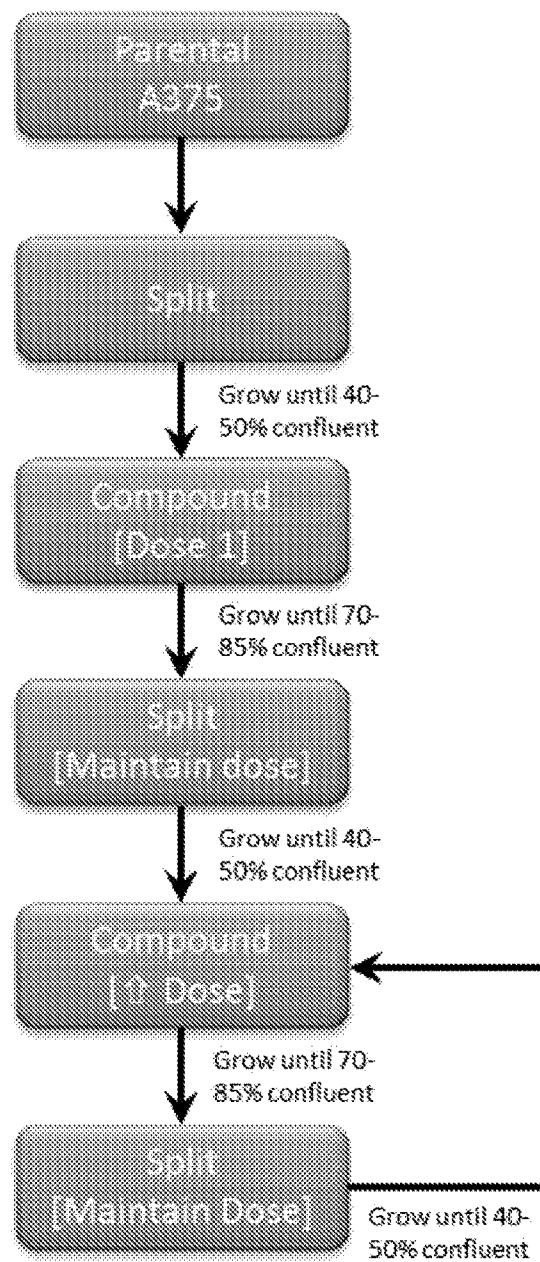 Parental
A375
Split
Grow until 40-
50% confluent
Compound
[Dose 1]
Grow until 70-
85% confluent
Split
[Maintain dose]
Grow until 40-
50% confluent
Compound
[⇧ Dose]
Grow until 70-
85% confluent
Split
[Maintain Dose]
Grow until 40-
50% confluent